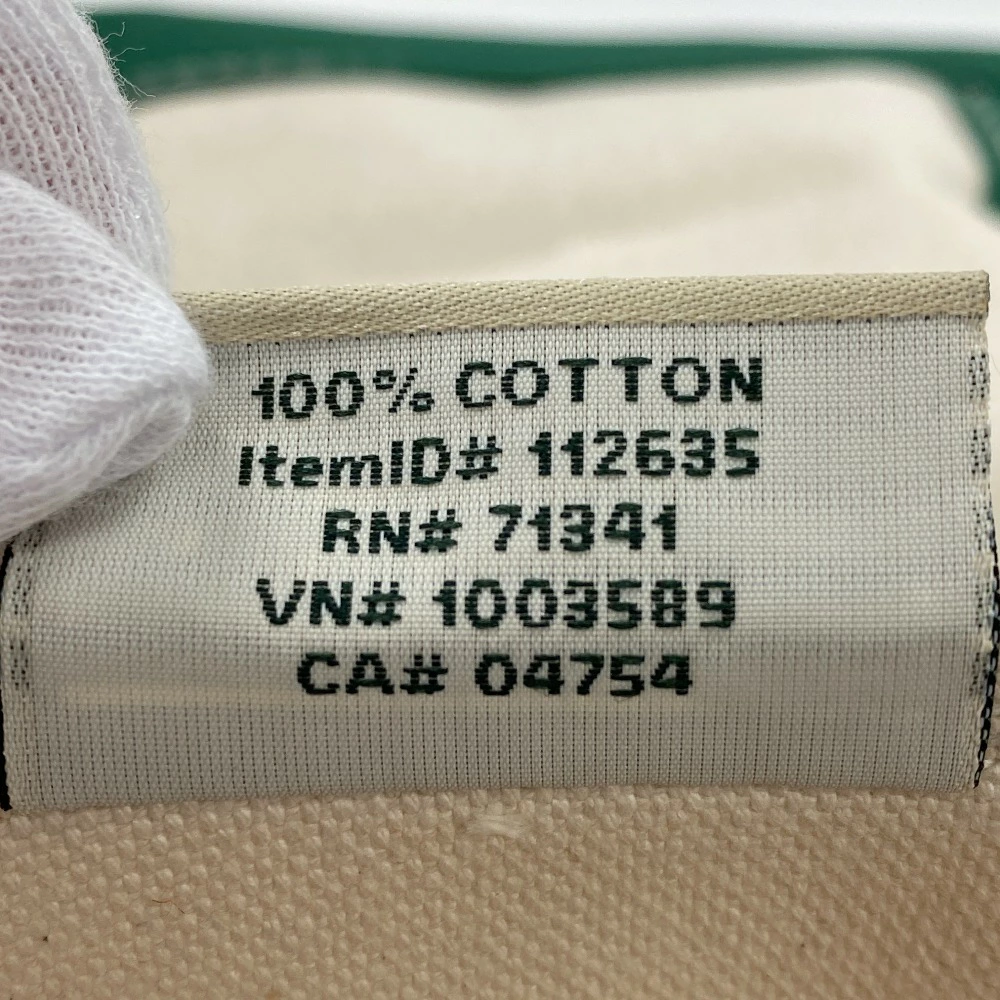 100% COTTON
ItemID# 112635
RN# 71341
VN# 1003589
CA# 04754